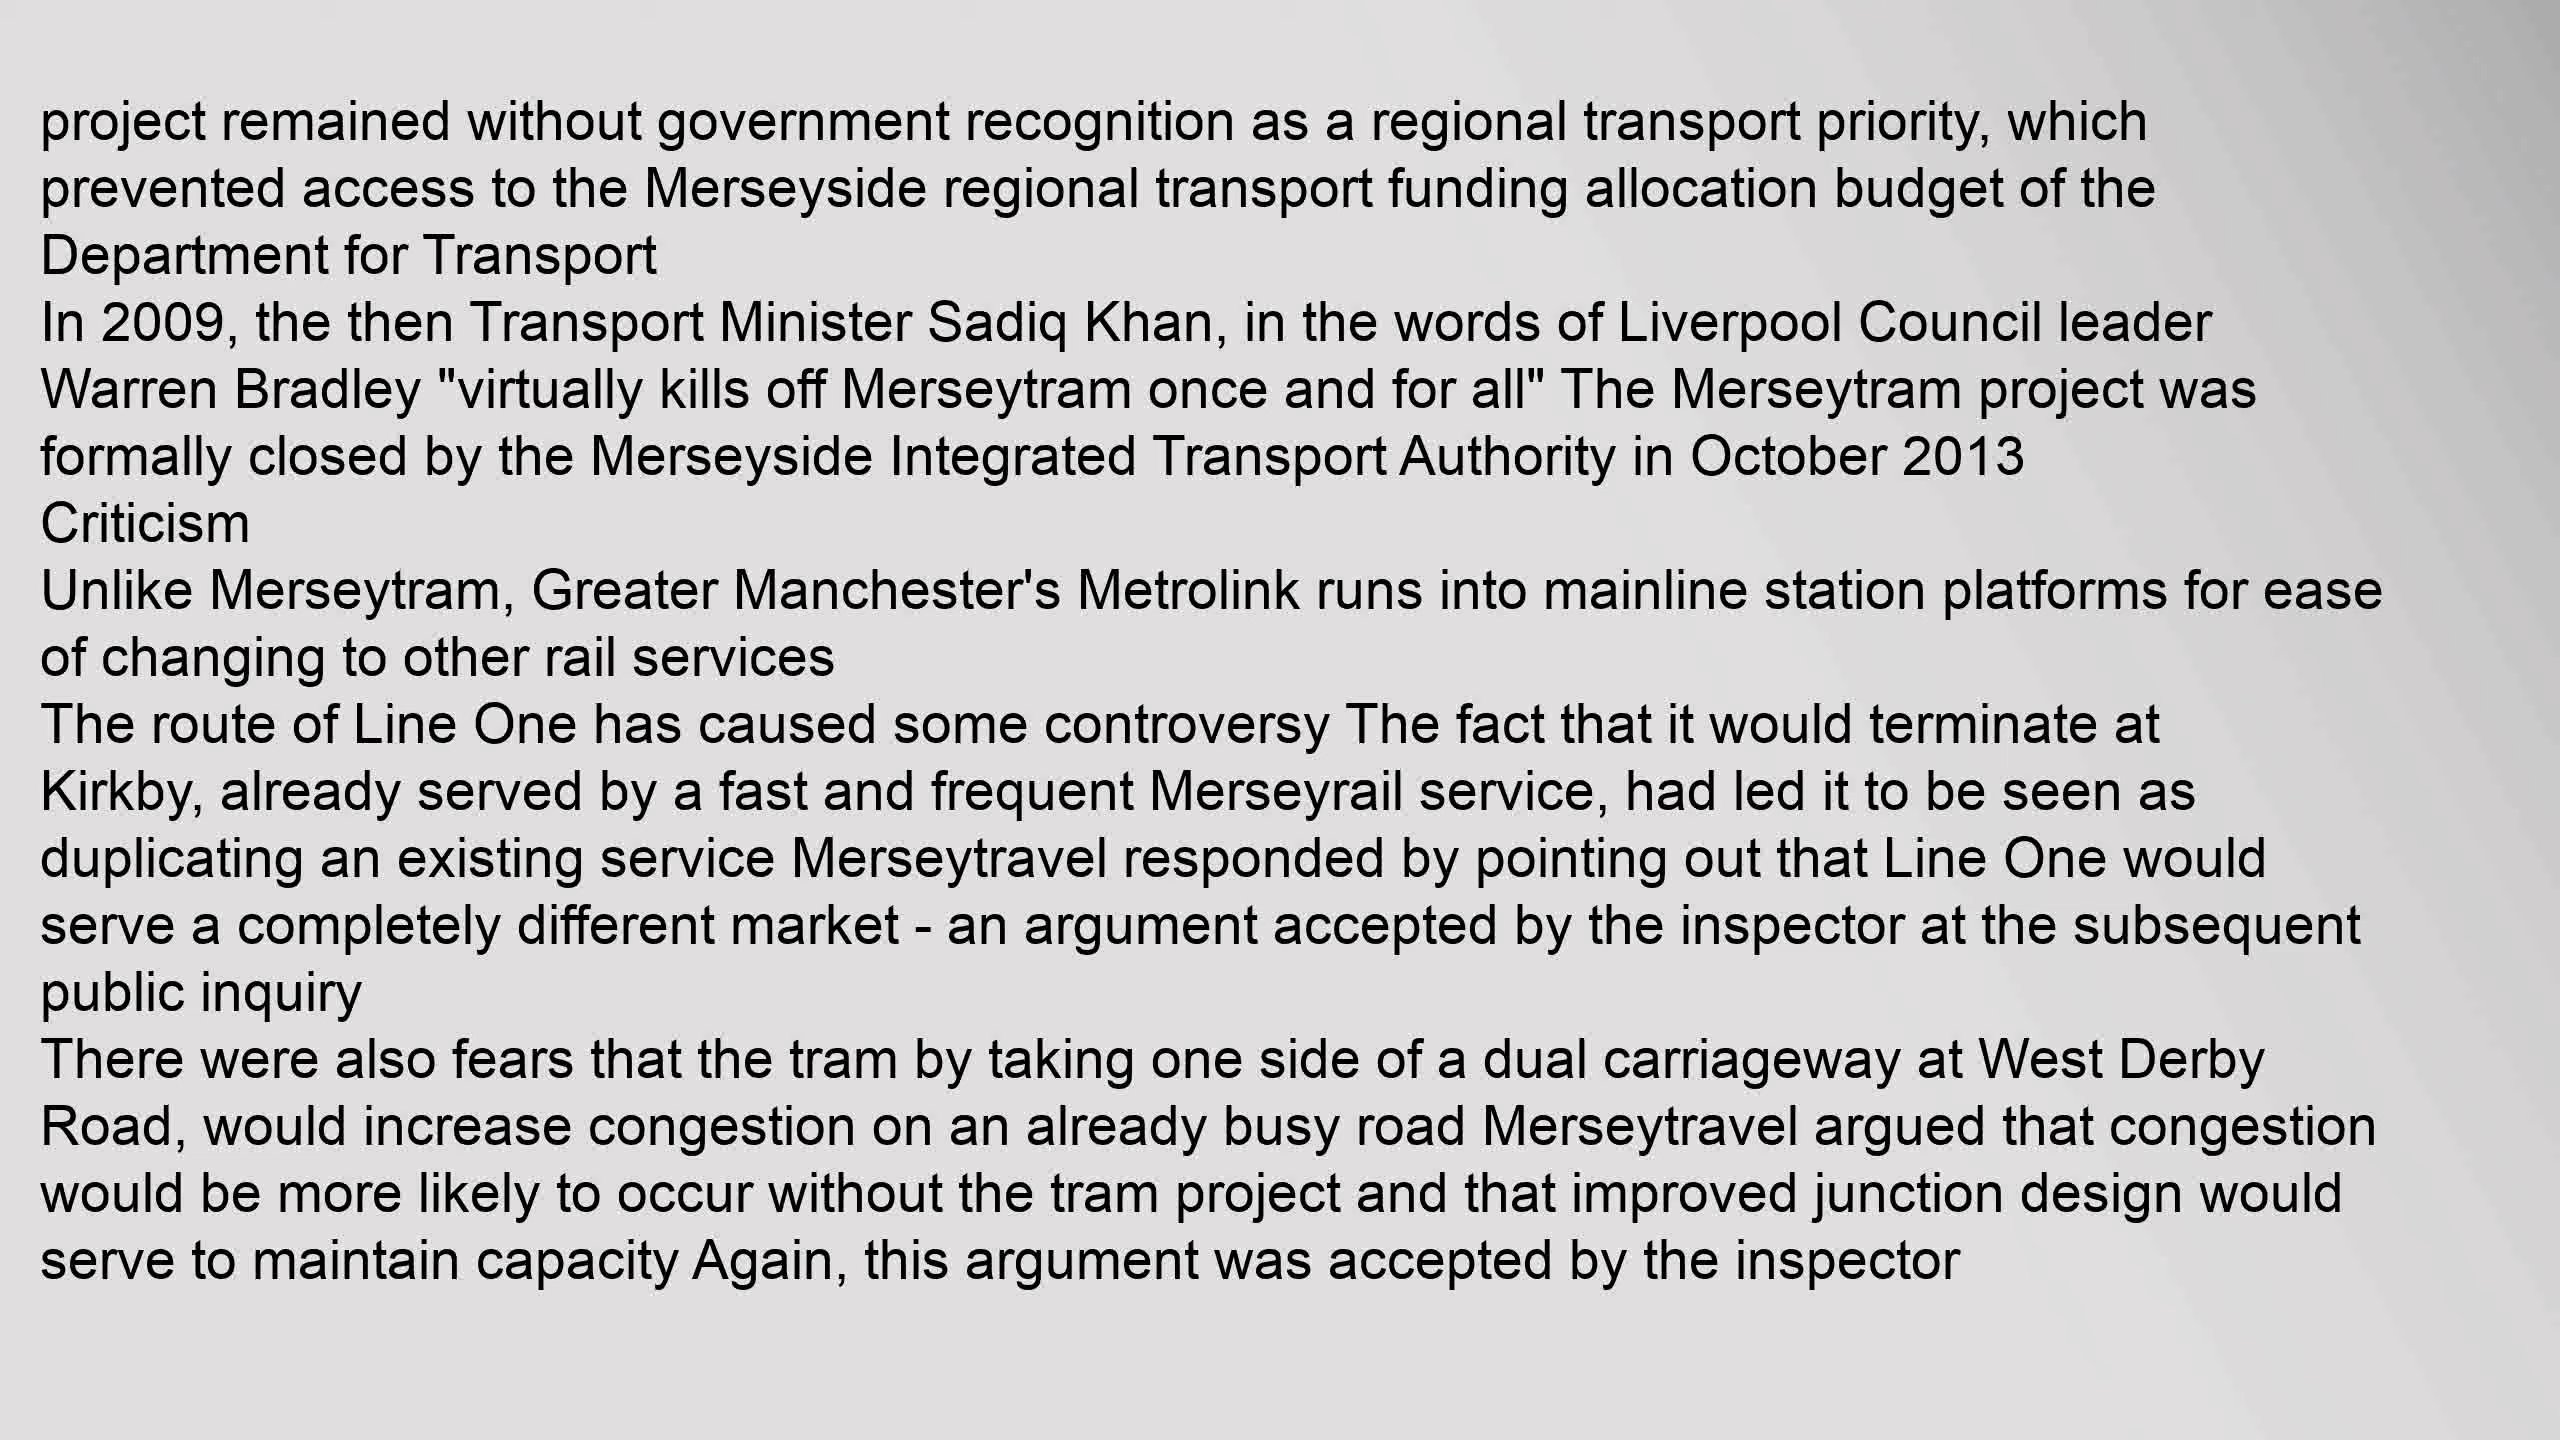 project remained without government recognition as a regional transport priority, which
prevented access to the Merseyside regional transport funding allocation budget of the
Department for Transport
In 2009, the then Transport Minister Sadiq Khan, in the words of Liverpool Council leader
Warren Bradley "virtually kills off Merseytram once and for all" The Merseytram project was
formally closed by the Merseyside Integrated Transport Authority in October 2013
Criticism
Unlike Merseytram, Greater Manchester's Metrolink runs into mainline station platforms for ease
of changing to other rail services
The route of Line One has caused some controversy The fact that it would terminate at
Kirkby, already served by a fast and frequent Merseyrail service, had led it to be seen as
duplicating an existing service Merseytravel responded by pointing out that Line One would
serve a completely different market - an argument accepted by the inspector at the subsequent
public inquiry
There were also fears that the tram by taking one side of a dual carriageway at West Derby
Road, would increase congestion on an already busy road Merseytravel argued that congestion
would be more likely to occur without the tram project and that improved junction design would
serve to maintain capacity Again, this argument was accepted by the inspector